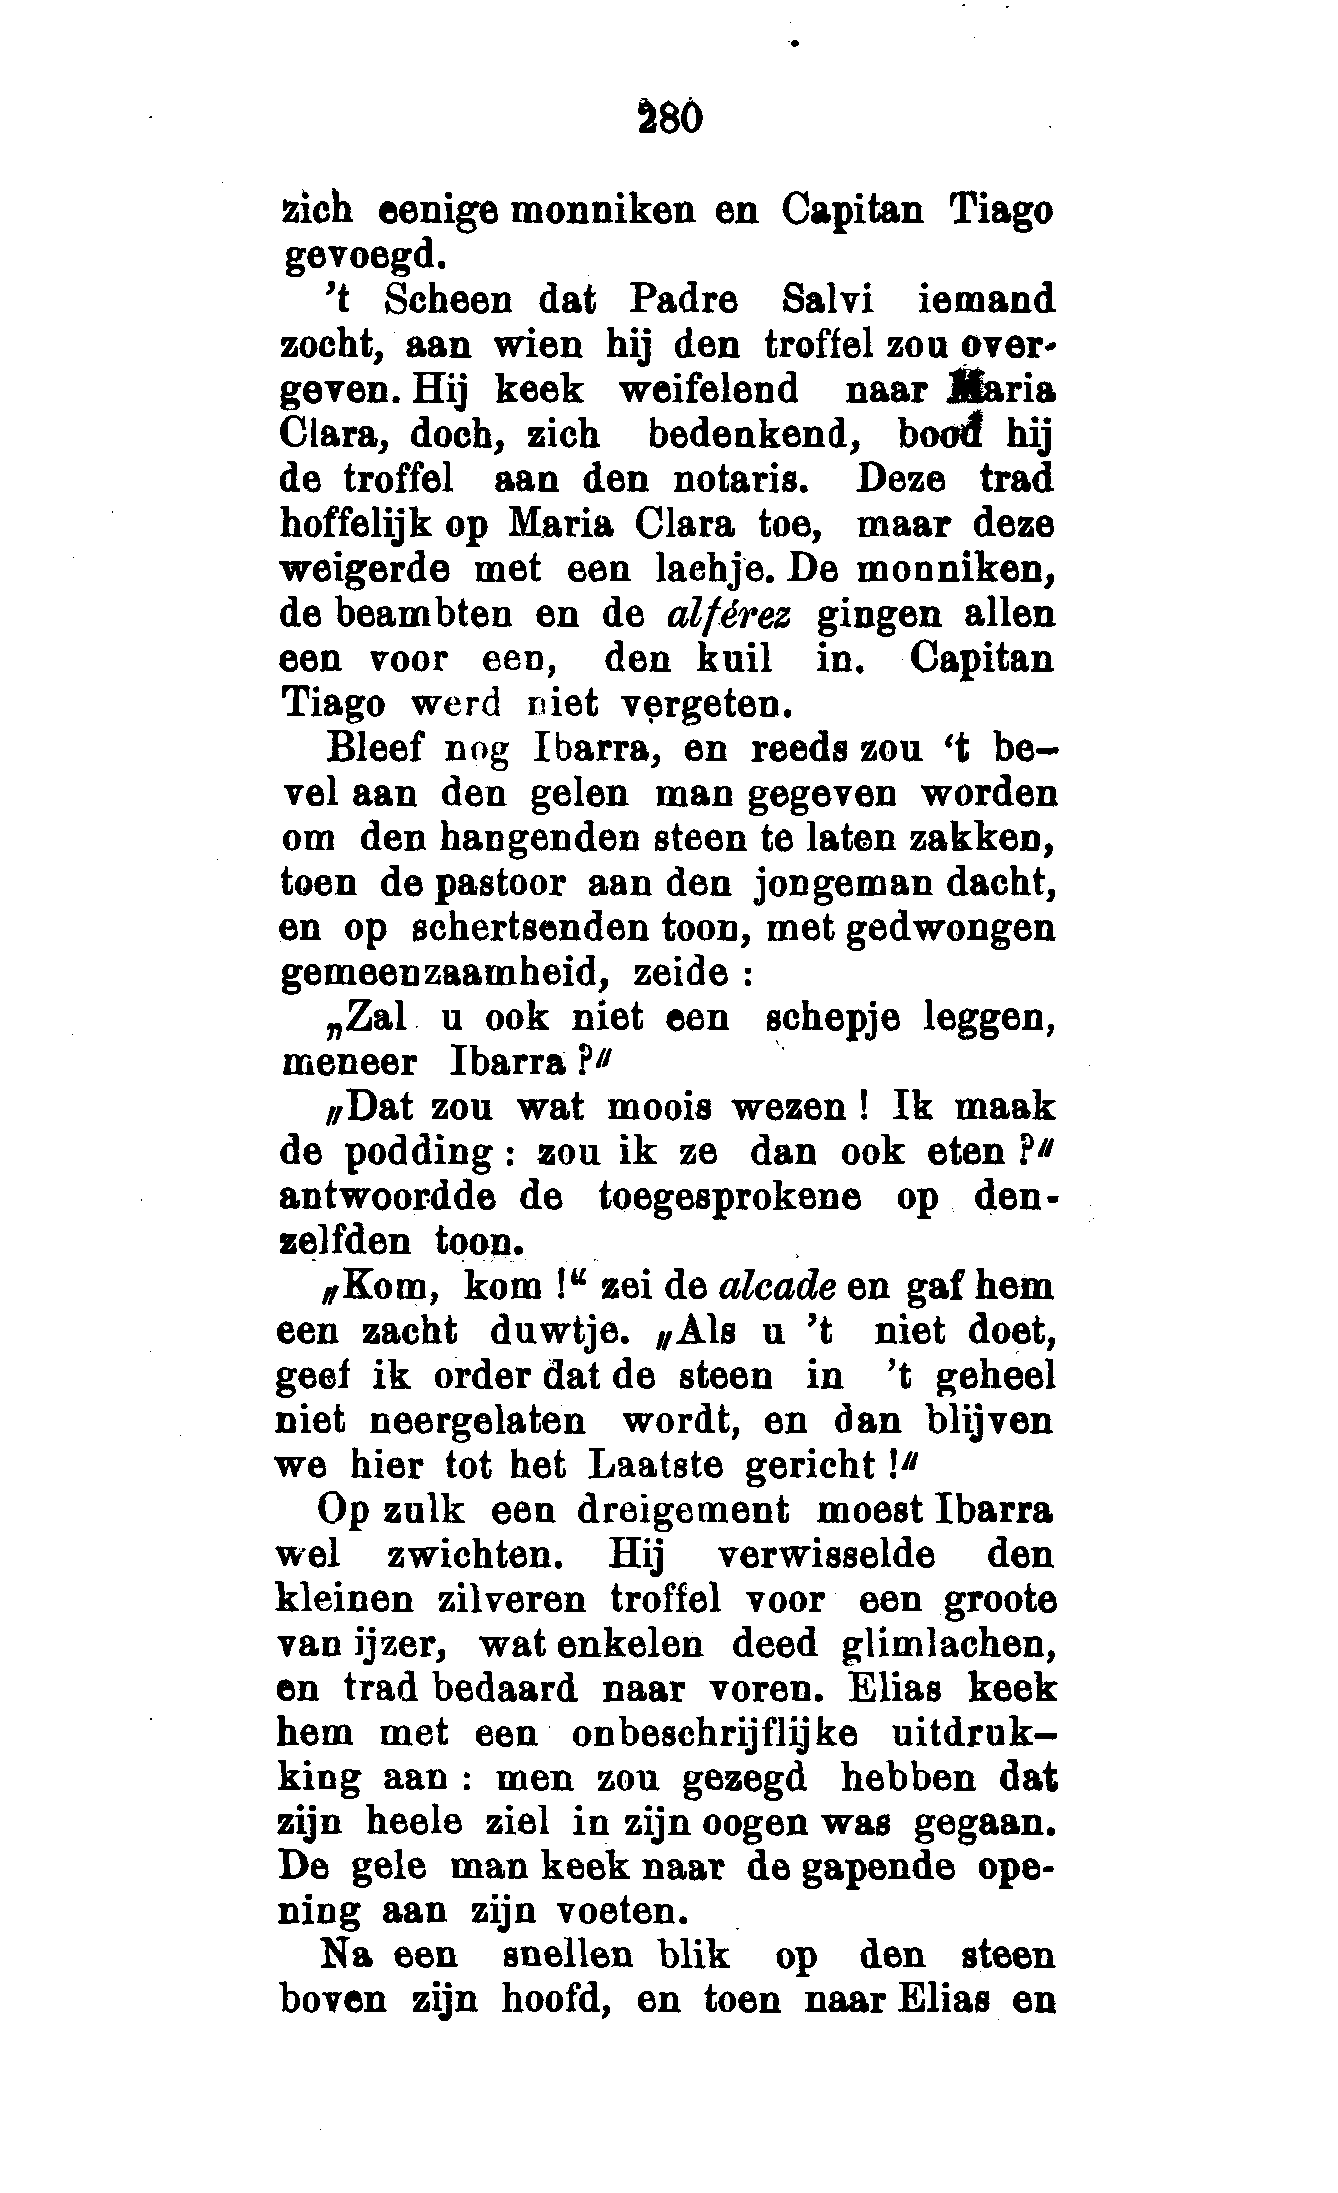 280
zich eenige monniken en Capitan Tiago
gevoegd.
't Scheen dat Padre Salvi iemand
zocht, aan wien hij den troffel zou over-
geven. Hij keek weifelend naar Maria
Clara, doch, zich bedenkend, bood hij
de troffel aan den notaris. Deze trad
hoffelijk op Maria Clara toe, maar deze
weigerde met een lachje. De monniken,
de beambten en de alférez gingen allen
een voor een, den kuil in. Capitan
Tiago werd niet vergeten.
Bleef nog Ibarra, en reeds zou ‘t be-
vel aan den gelen man gegeven worden
om den hangenden steen te laten zakken,
toen de pastoor aan den jongeman dacht,
en op schertsenden toon, met gedwongen
gemeenzaamheid, zeide :
„Zal u ook niet een schepje leggen,
meneer Ibarra ?"
„Dat zou wat moois wezen ! Ik maak
de podding : zou ik ze dan ook eten ?"
antwoordde de toegesprokene op den-
zelfden toon.
„Kom, kom !“ zei de alcade en gaf hem
een zacht duwtje. „Als u 't niet doet,
geef ik order dat de steen in 't geheel
niet neergelaten wordt, en dan blijven
we hier tot het Laatste gericht !"
Op zulk een dreigement moest Ibarra
wel zwichten. Hij verwisselde den
kleinen zilveren troffel voor een groote
van ijzer, wat enkelen deed glimlachen,
en trad bedaard naar voren. Elias keek
hem met een onbeschrijflijke uitdruk-
king aan : men zou gezegd hebben dat
zijn heele ziel in zijn oogen was gegaan.
De gele man keek naar de gapende ope-
ning aan zijn voeten.
Na een snellen blik op den steen
boven zijn hoofd, en toen naar Elias en